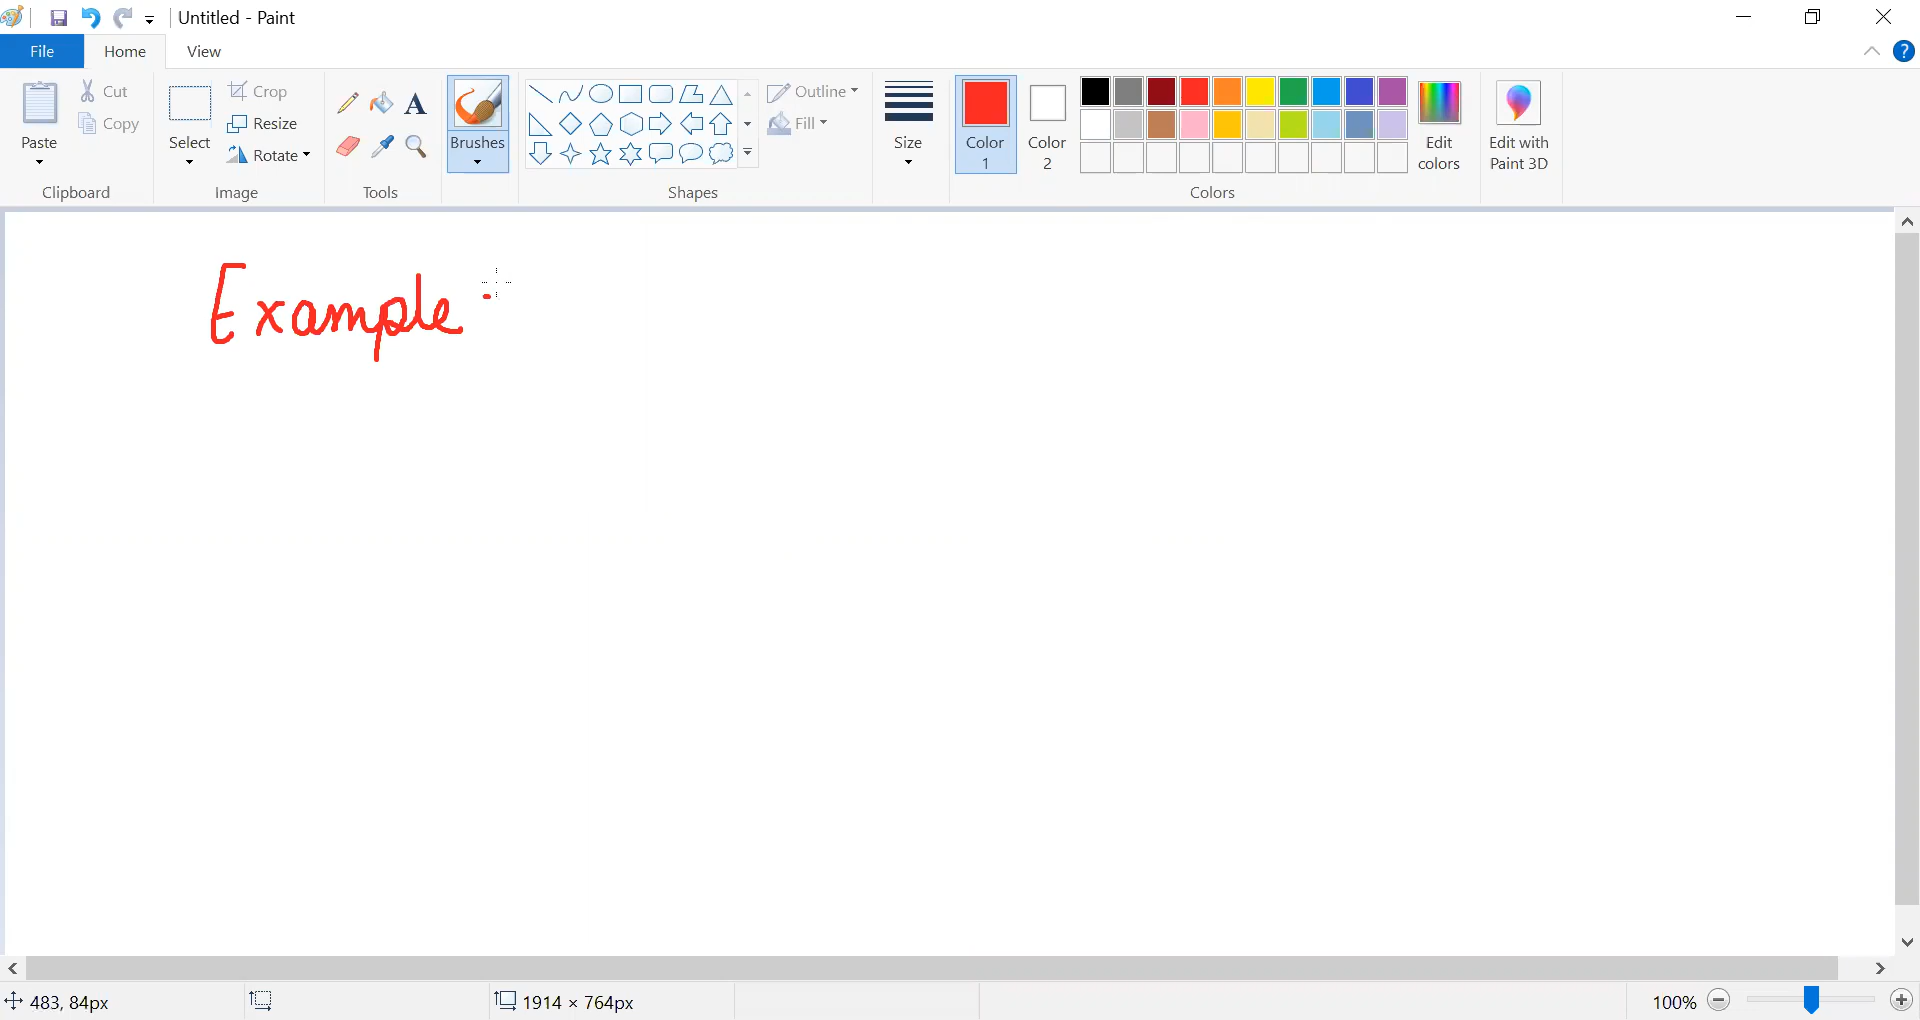 Untitled - Paint
File Home View
Paste
Cut
Copy
Clipboard
Select
Crop
Resize
Rotate
Image
A
Tools
Brushes
Shapes
Outline
Fill
Size
Color 1
Color 2
Colors
Edit colors
Edit with Paint 3D
?
Example
483, 84px
1914 × 764px
100%